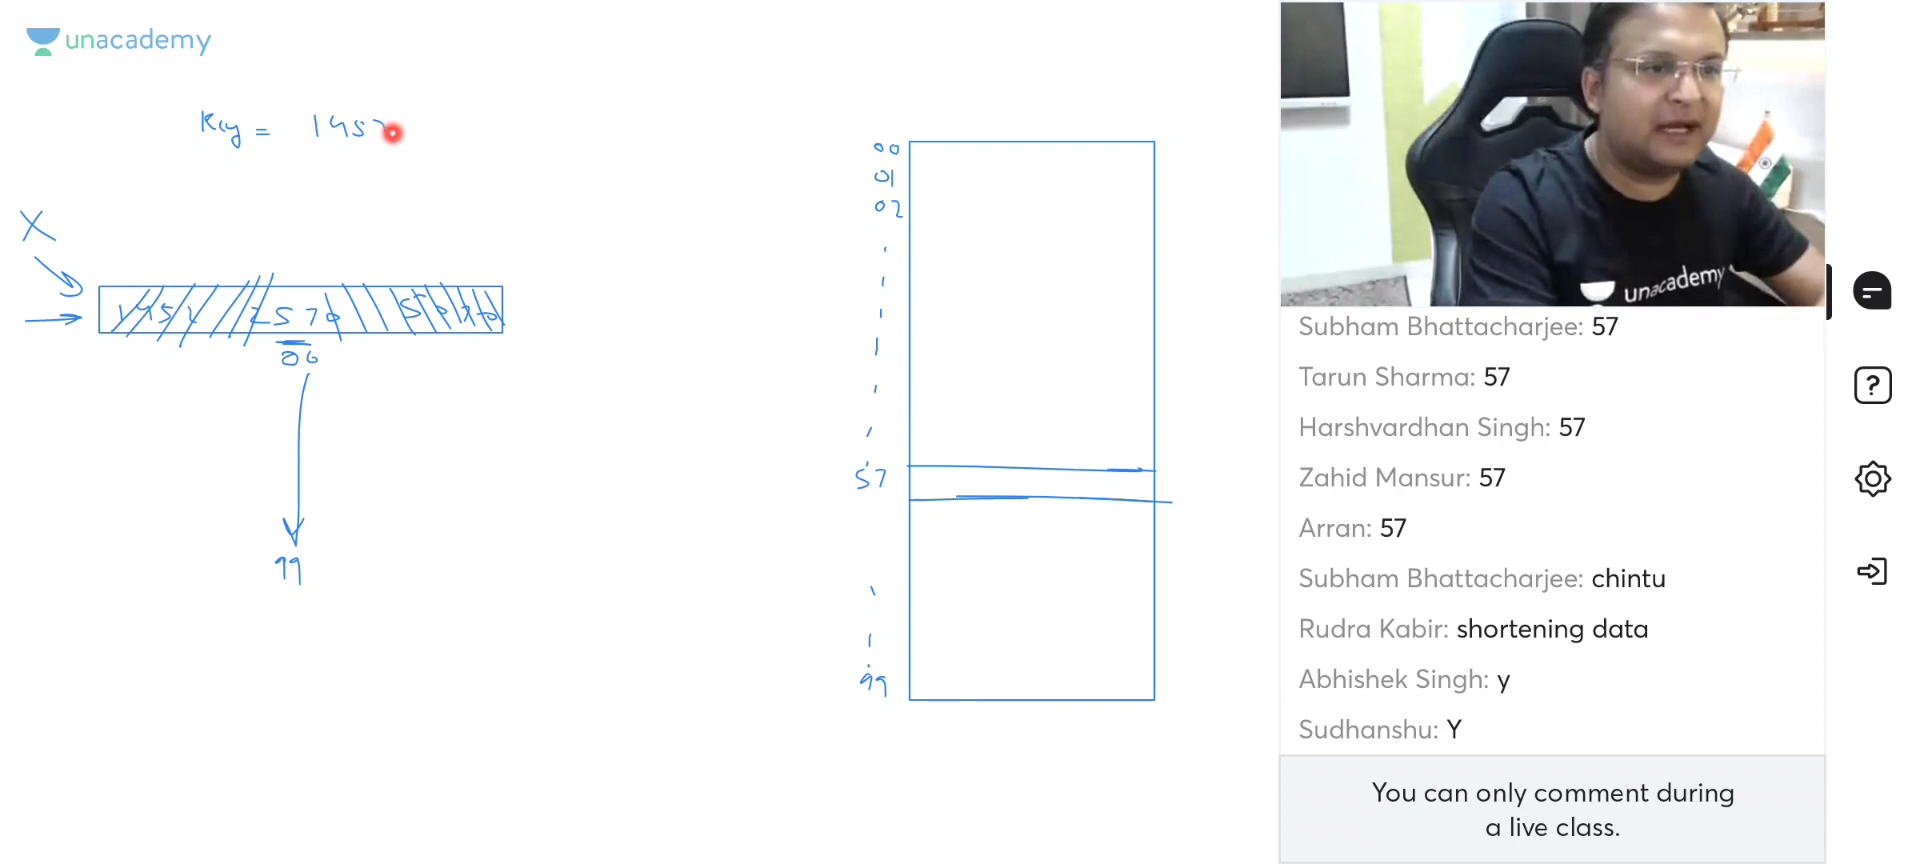 unacademy
Key = 1457
X
00
01
02
57
99
99
unacademy
Subham Bhattacharjee: 57
Tarun Sharma: 57
Harshvardhan Singh: 57
Zahid Mansur: 57
Arran: 57
Subham Bhattacharjee: chintu
Rudra Kabir: shortening data
Abhishek Singh: y
Sudhanshu: Y
You can only comment during
a live class.